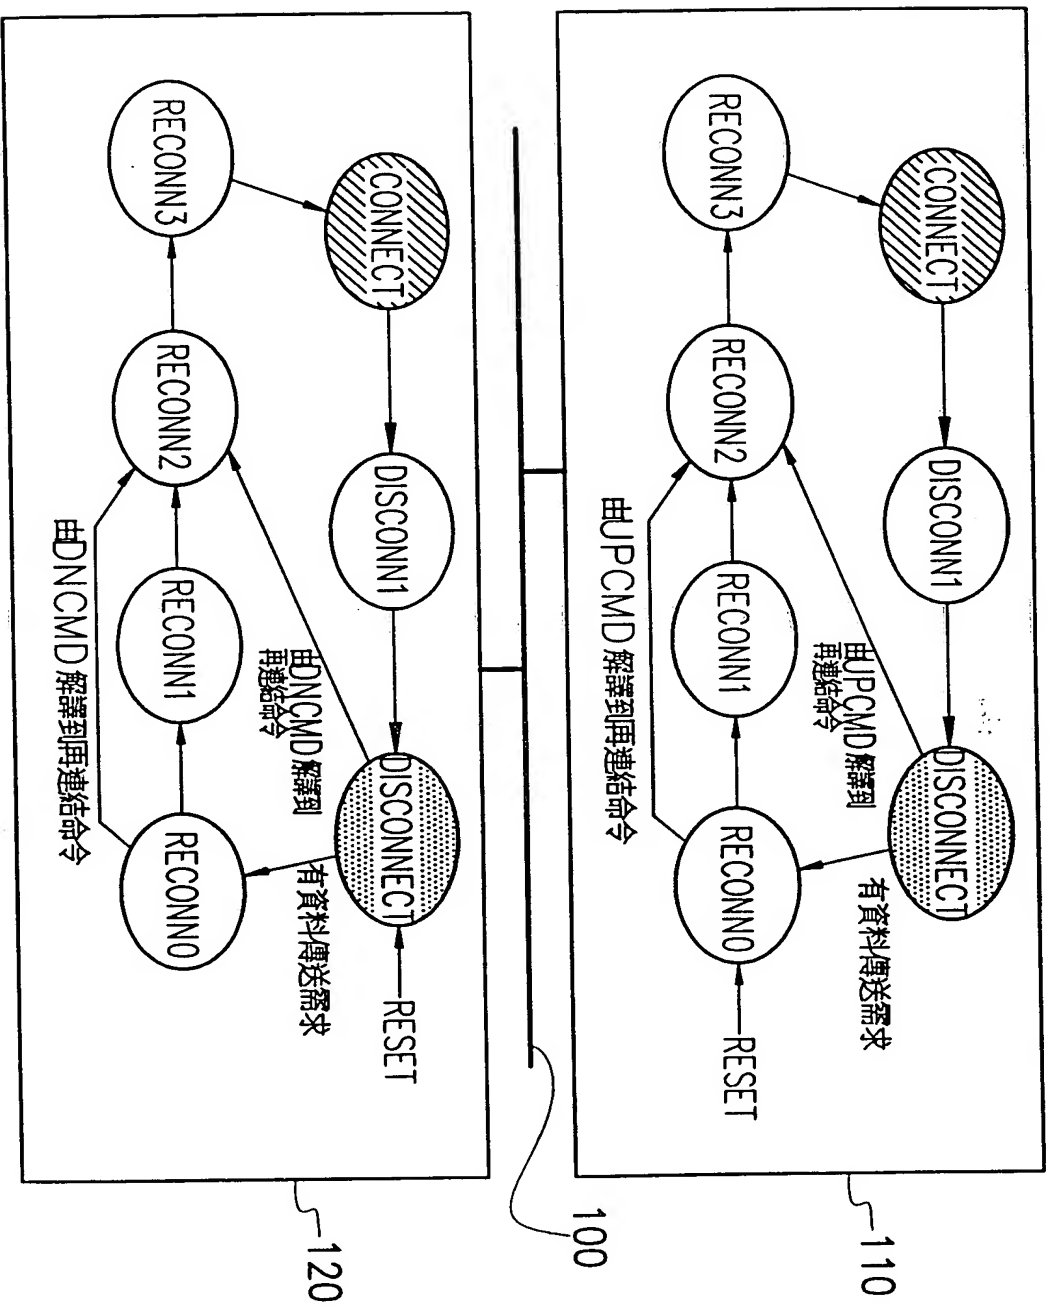 RESET
有資料傳送需求
DISCONNECT
RECONN0
由UPCMD解譯到
再連結命令
DISCONN1
RECONN1
由UPCMD解譯到再連結命令
CONNECT
RECONN2
RECONN3
110
100
RESET
有資料傳送需求
DISCONNECT
RECONN0
由DNCMD解譯到
再連結命令
DISCONN1
RECONN1
由DNCMD解譯到再連結命令
CONNECT
RECONN2
RECONN3
120